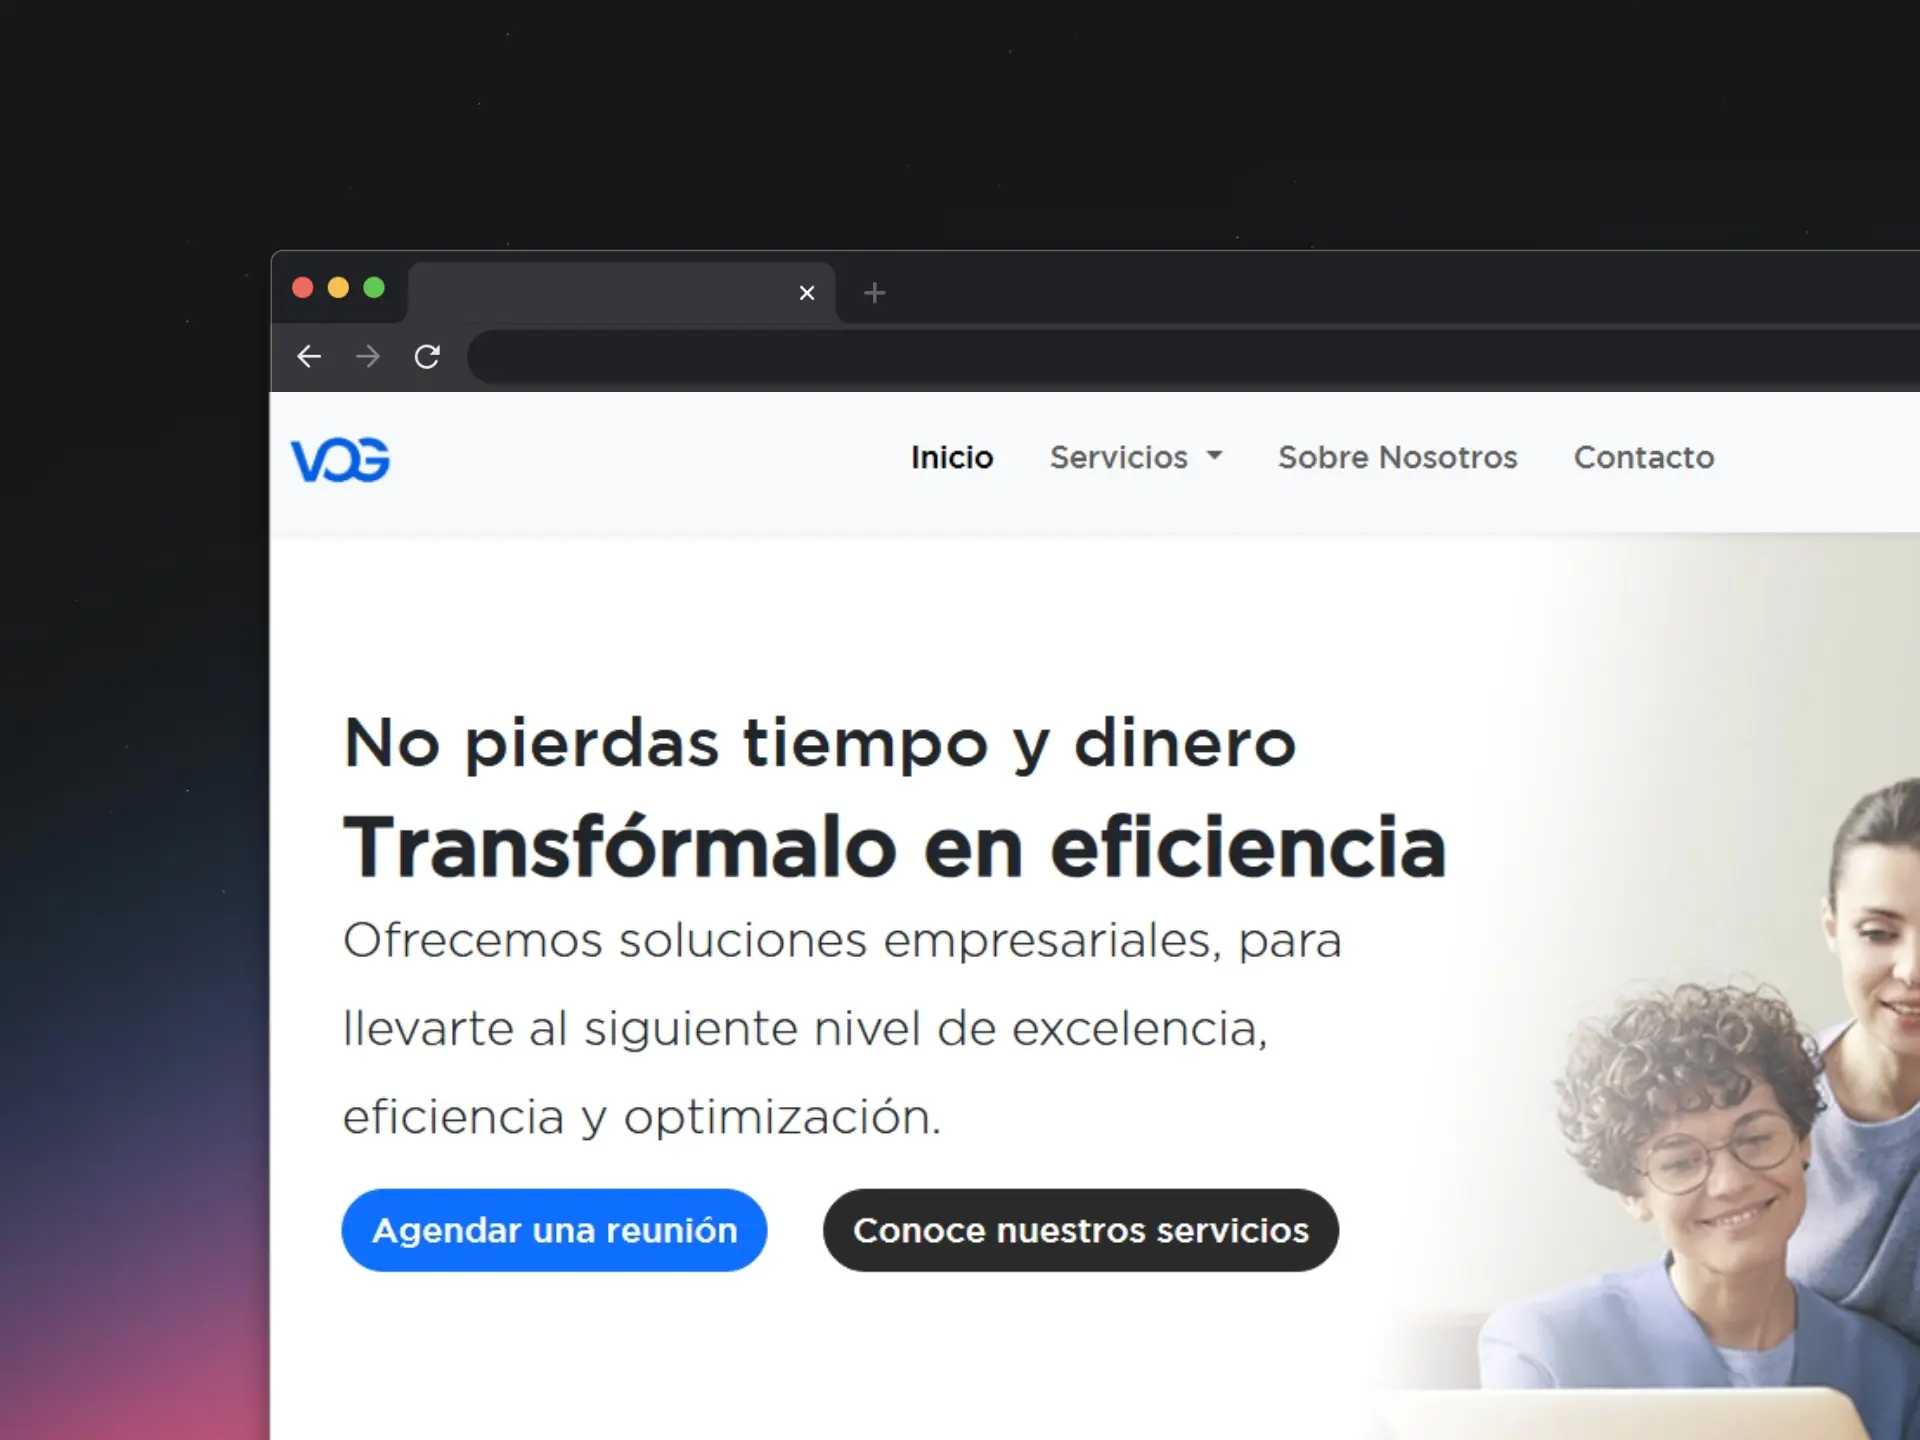 VOG
Inicio
Servicios
Sobre Nosotros
Contacto
No pierdas tiempo y dinero
Transfórmalo en eficiencia
Ofrecemos soluciones empresariales, para
llevarte al siguiente nivel de excelencia,
eficiencia y optimización.
Agendar una reunión
Conoce nuestros servicios